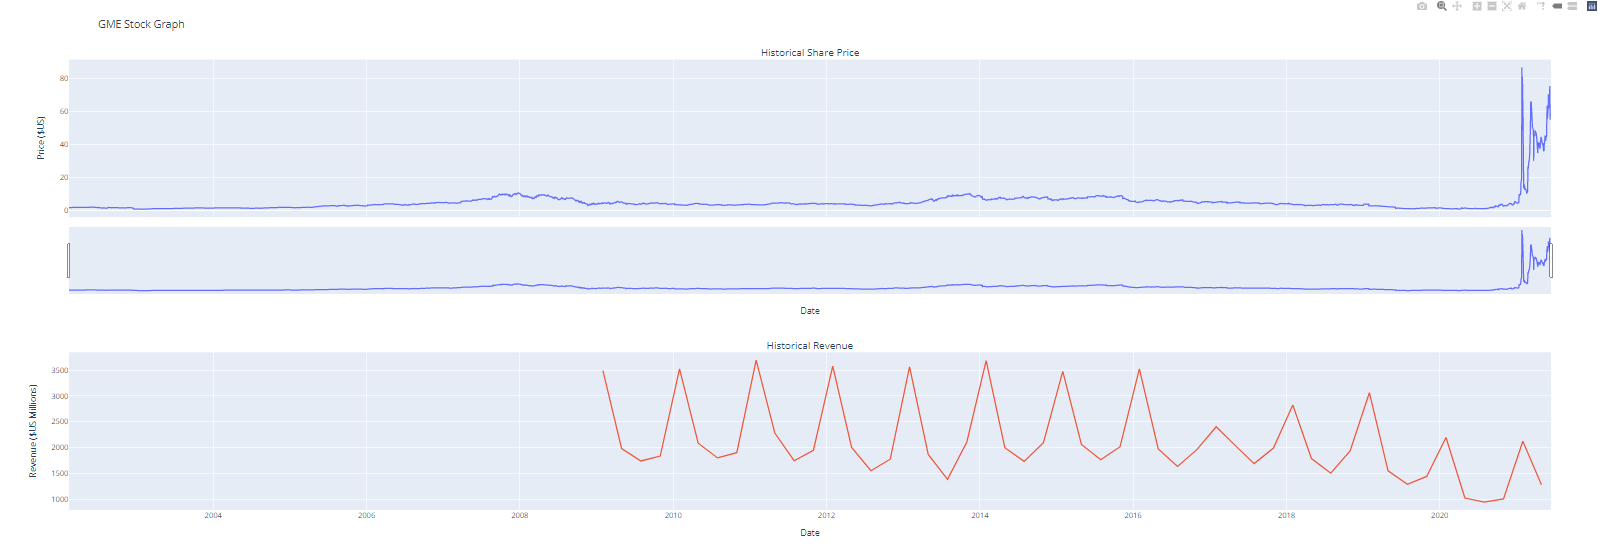 GME Stock Graph
Historical Share Price
80
60
40
20
0
Price ($US)
Date
Historical Revenue
3500
3000
2500
2000
1500
1000
Revenue ($US Millions)
2004 2006 2008 2010 2012 2014 2016 2018 2020
Date